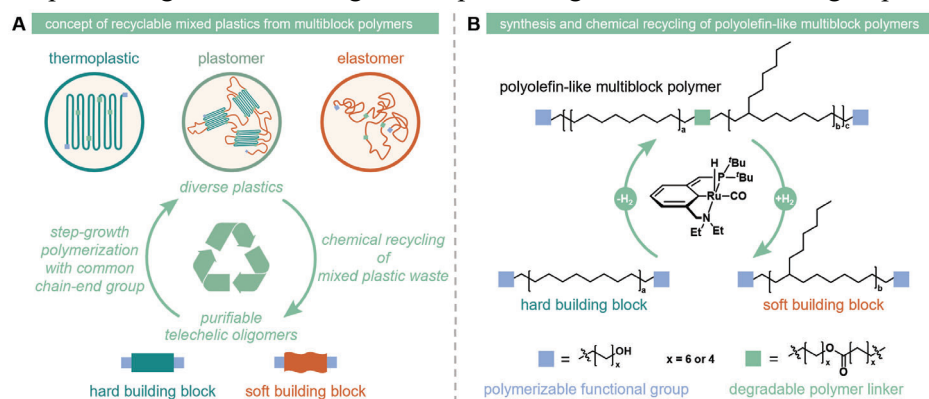 A concept of recyclable mixed plastics from multiblock polymers
thermoplastic
plastomer
elastomer
diverse plastics
step-growth
polymerization
with common
chain-end group
chemical recycling
of
mixed plastic waste
purifiable
telechelic oligomers
hard building block
soft building block
B synthesis and chemical recycling of polyolefin-like multiblock polymers
polyolefin-like multiblock polymer
a
b
c
H
P
tBu
tBu
Ru
CO
N
Et
Et
-H2
+H2
a
hard building block
b
soft building block
= OH
x
x = 6 or 4
polymerizable functional group
= O
x
O
x
degradable polymer linker